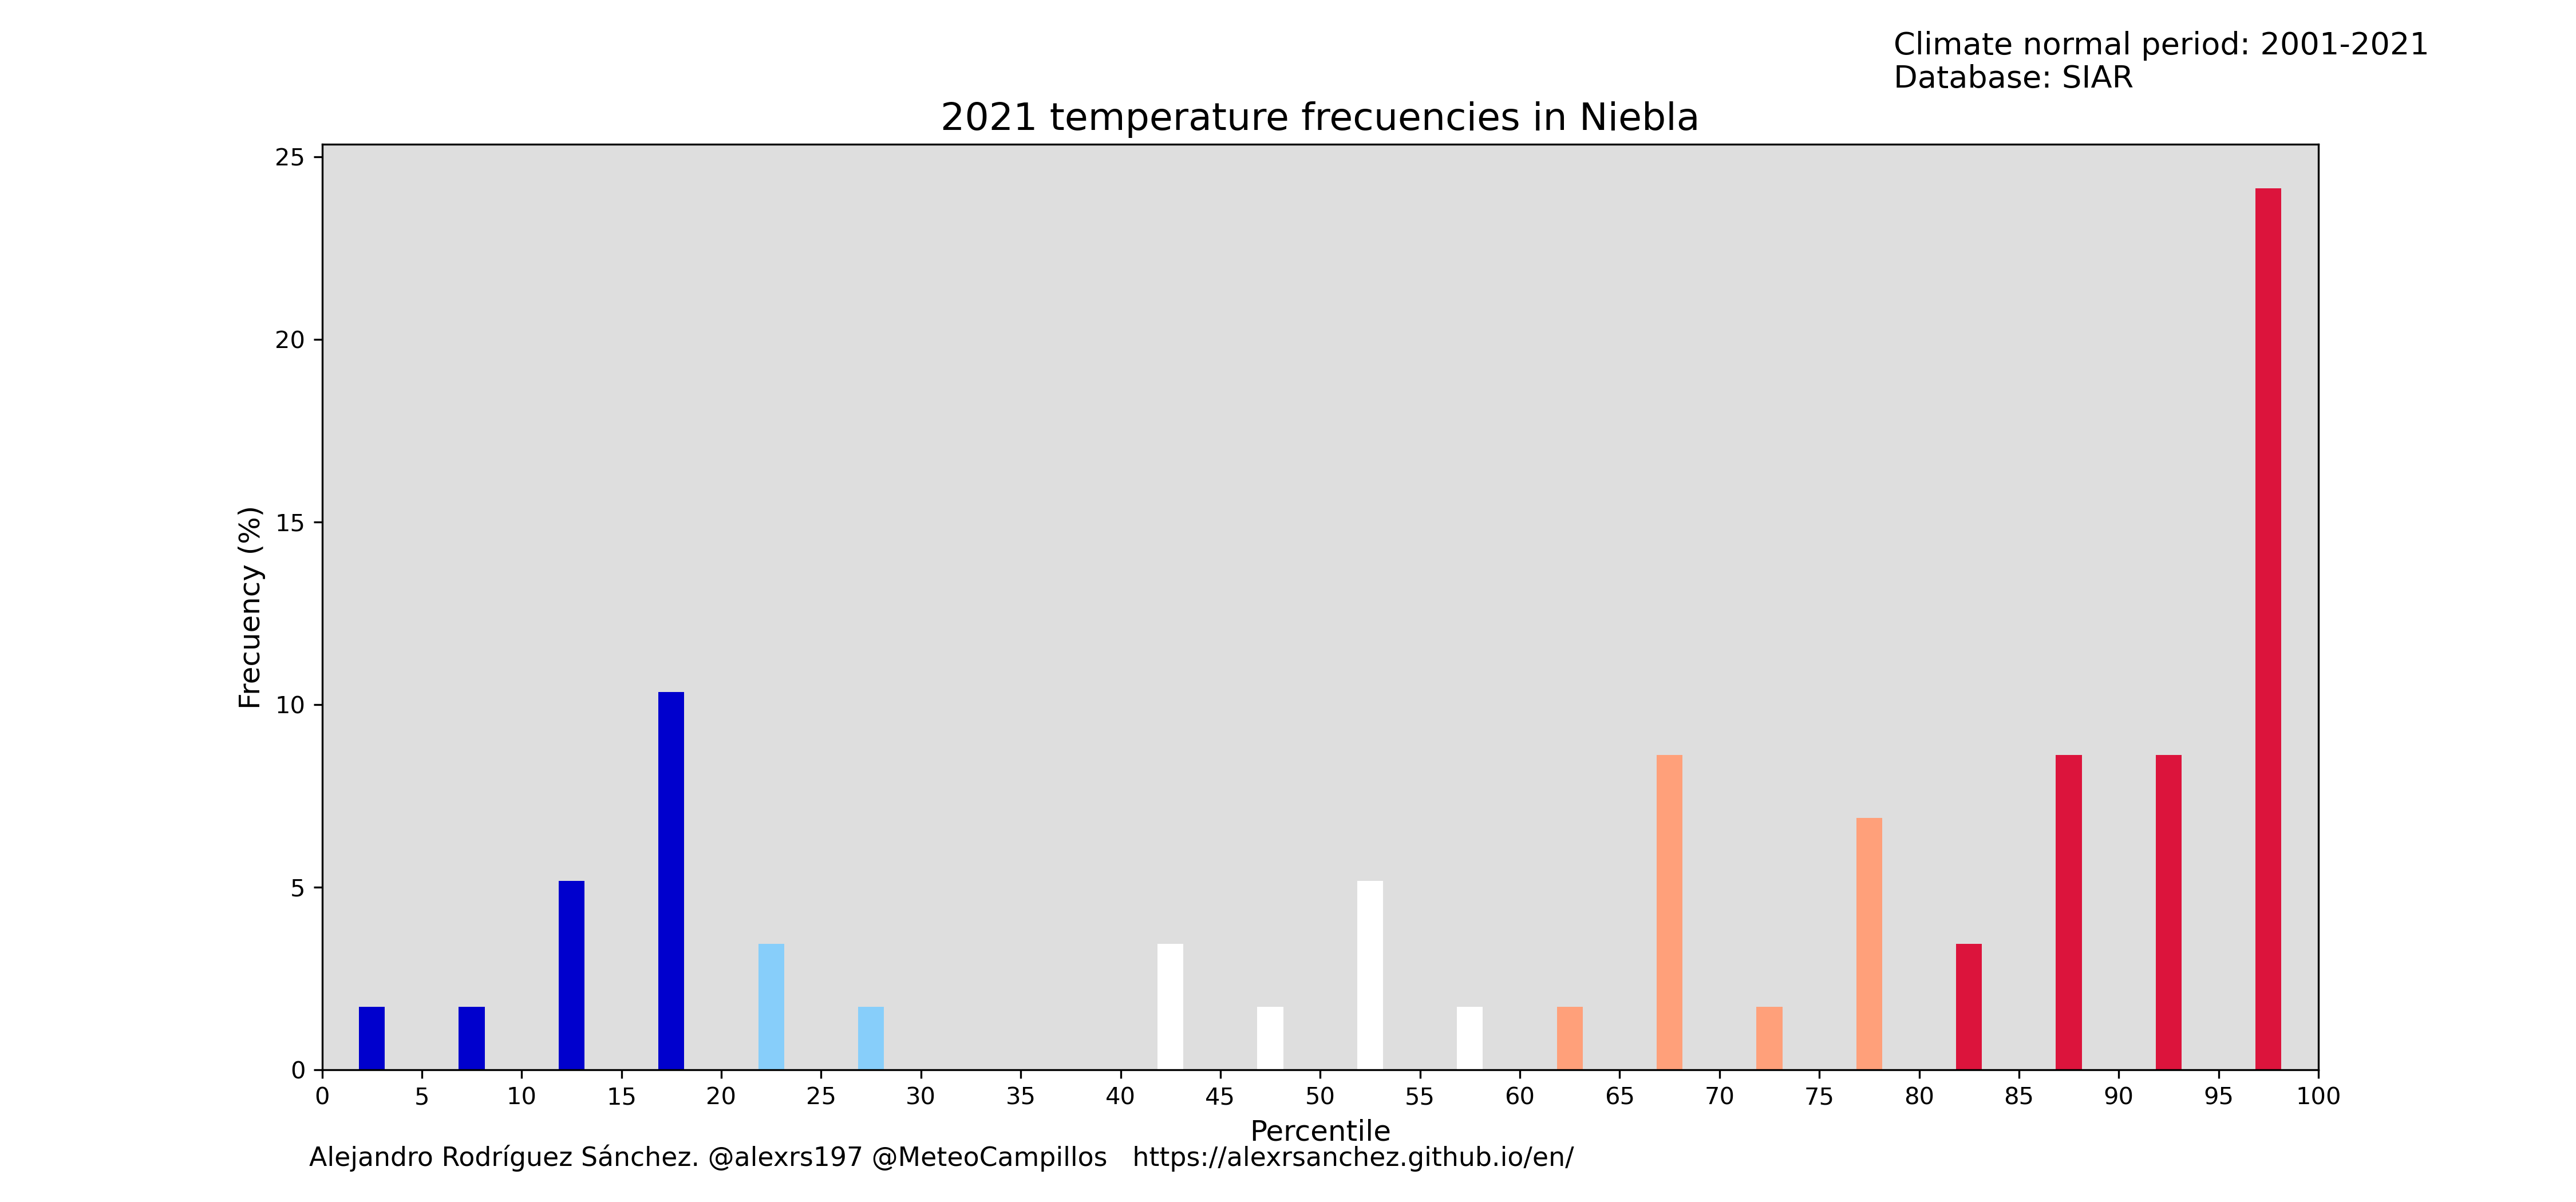 Climate normal period: 2001-2021
Database: SIAR
2021 temperature frecuencies in Niebla
25
20
15
10
5
0
Frecuency (%)
0 5 10 15 20 25 30 35 40 45 50 55 60 65 70 75 80 85 90 95 100
Percentile
Alejandro Rodríguez Sánchez. @alexrs197 @MeteoCampillos https://alexrsanchez.github.io/en/